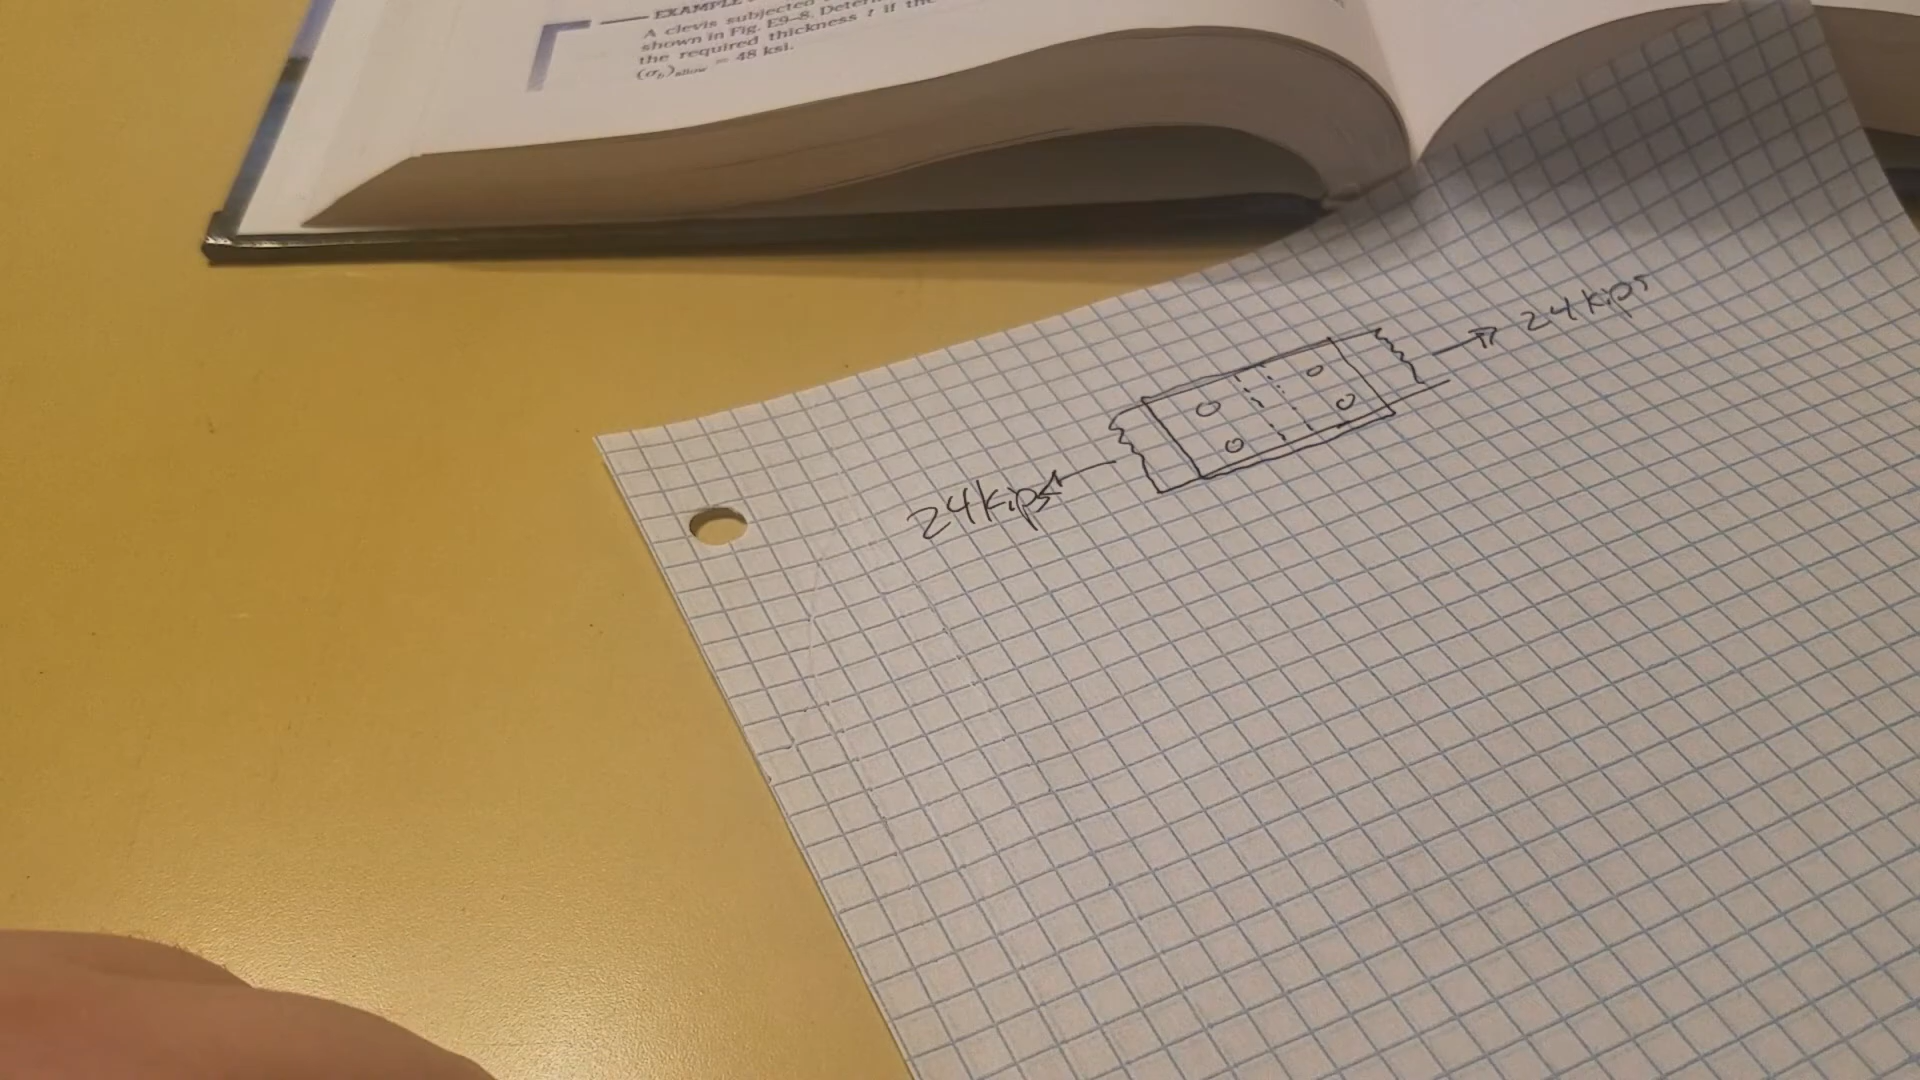 EXAMPLE
A clevis subjected
shown in Fig. E9–8. Determ
the required thickness t if the
(σb)allow = 48 ksi.
24 kips
24 kips